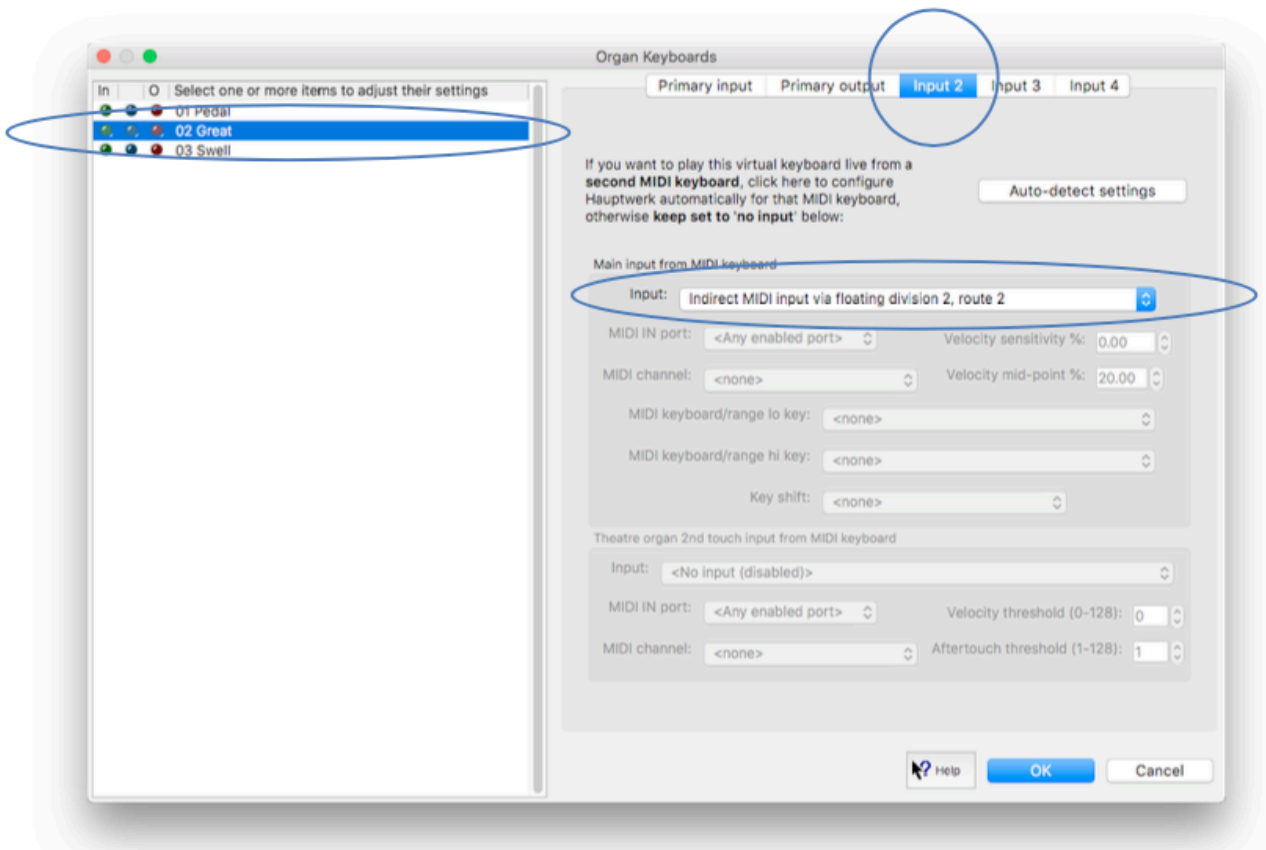 Organ Keyboards
In O Select one or more items to adjust their settings
01 Pedal
02 Great
03 Swell
Primary input Primary output Input 2 Input 3 Input 4
If you want to play this virtual keyboard live from a
second MIDI keyboard, click here to configure
Hauptwerk automatically for that MIDI keyboard,
otherwise keep set to 'no input' below:
Auto-detect settings
Main input from MIDI keyboard
Input: Indirect MIDI input via floating division 2, route 2
MIDI IN port: <Any enabled port> Velocity sensitivity %: 0.00
MIDI channel: <none> Velocity mid-point %: 20.00
MIDI keyboard/range lo key: <none>
MIDI keyboard/range hi key: <none>
Key shift: <none>
Theatre organ 2nd touch input from MIDI keyboard
Input: <No input (disabled)>
MIDI IN port: <Any enabled port> Velocity threshold (0-128): 0
MIDI channel: <none> Aftertouch threshold (1-128): 1
? Help OK Cancel